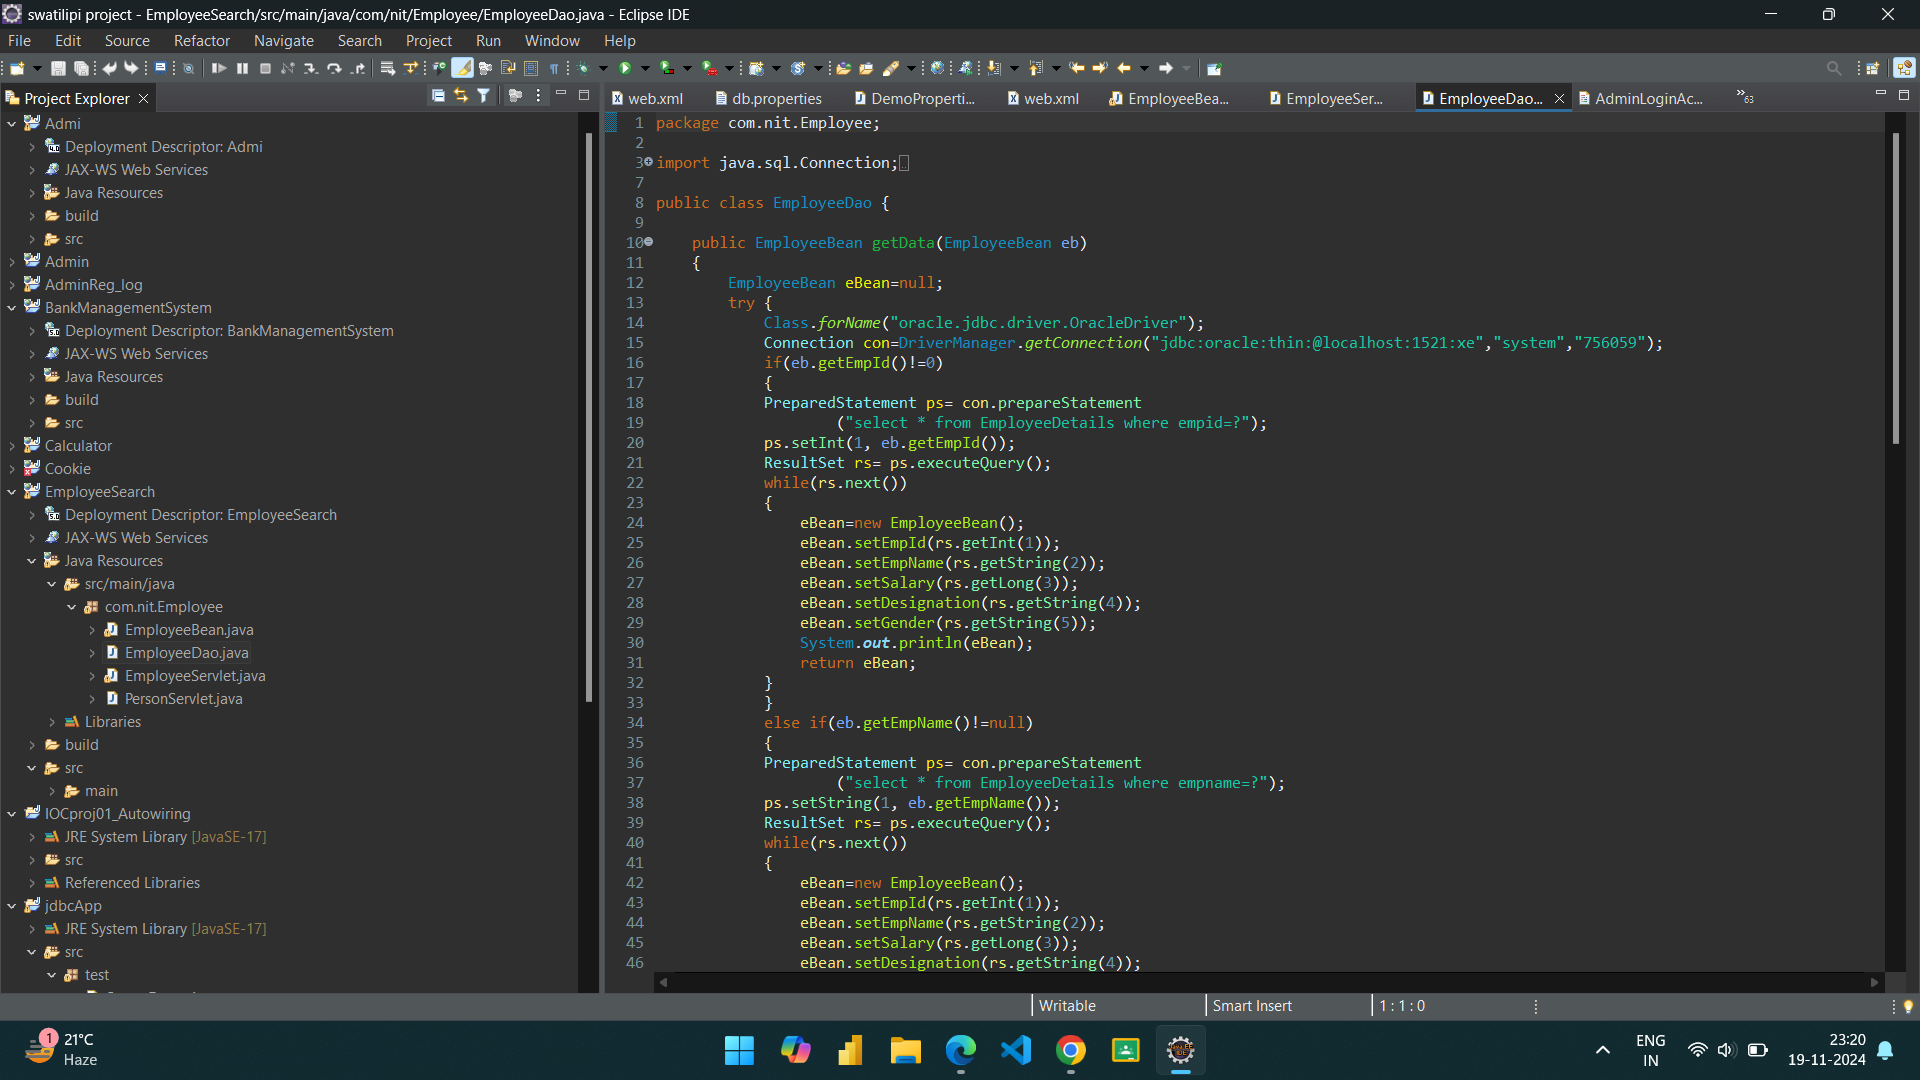 swatilipi project - EmployeeSearch/src/main/java/com/nit/Employee/EmployeeDao.java - Eclipse IDE
File Edit Source Refactor Navigate Search Project Run Window Help
Project Explorer
Admi
Deployment Descriptor: Admi
JAX-WS Web Services
Java Resources
build
src
Admin
AdminReg_log
BankManagementSystem
Deployment Descriptor: BankManagementSystem
JAX-WS Web Services
Java Resources
build
src
Calculator
Cookie
EmployeeSearch
Deployment Descriptor: EmployeeSearch
JAX-WS Web Services
Java Resources
src/main/java
com.nit.Employee
EmployeeBean.java
EmployeeDao.java
EmployeeServlet.java
PersonServlet.java
Libraries
build
src
main
IOCproj01_Autowiring
JRE System Library [JavaSE-17]
src
Referenced Libraries
jdbcApp
JRE System Library [JavaSE-17]
src
test
web.xml db.properties DemoProperti... web.xml EmployeeBea... EmployeeSer... EmployeeDao... AdminLoginAc... »63
1 package com.nit.Employee;
2
3 import java.sql.Connection;
7
8 public class EmployeeDao {
9
10 public EmployeeBean getData(EmployeeBean eb)
11 {
12 EmployeeBean eBean=null;
13 try {
14 Class.forName("oracle.jdbc.driver.OracleDriver");
15 Connection con=DriverManager.getConnection("jdbc:oracle:thin:@localhost:1521:xe","system","756059");
16 if(eb.getEmpId()!=0)
17 {
18 PreparedStatement ps= con.prepareStatement
19 ("select * from EmployeeDetails where empid=?");
20 ps.setInt(1, eb.getEmpId());
21 ResultSet rs= ps.executeQuery();
22 while(rs.next())
23 {
24 eBean=new EmployeeBean();
25 eBean.setEmpId(rs.getInt(1));
26 eBean.setEmpName(rs.getString(2));
27 eBean.setSalary(rs.getLong(3));
28 eBean.setDesignation(rs.getString(4));
29 eBean.setGender(rs.getString(5));
30 System.out.println(eBean);
31 return eBean;
32 }
33 }
34 else if(eb.getEmpName()!=null)
35 {
36 PreparedStatement ps= con.prepareStatement
37 ("select * from EmployeeDetails where empname=?");
38 ps.setString(1, eb.getEmpName());
39 ResultSet rs= ps.executeQuery();
40 while(rs.next())
41 {
42 eBean=new EmployeeBean();
43 eBean.setEmpId(rs.getInt(1));
44 eBean.setEmpName(rs.getString(2));
45 eBean.setSalary(rs.getLong(3));
46 eBean.setDesignation(rs.getString(4));
Writable Smart Insert 1 : 1 : 0
1 21°C
Haze
ENG
IN
23:20
19-11-2024